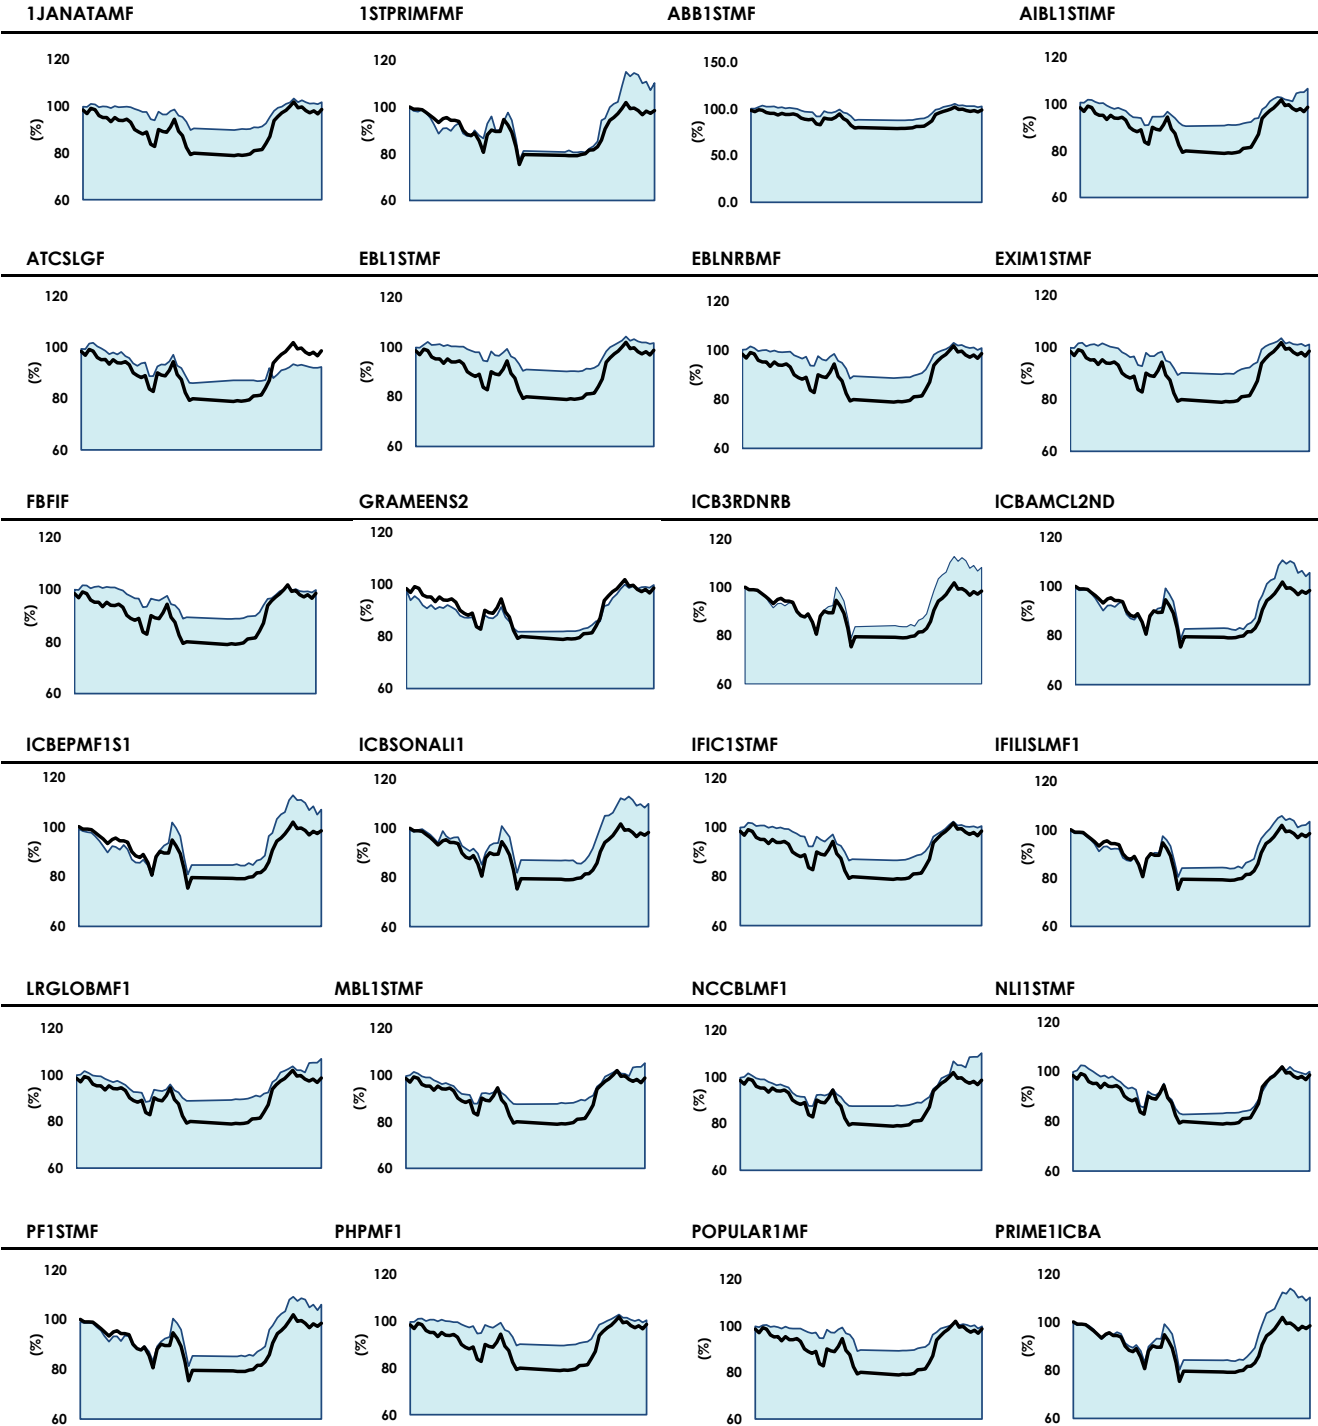 1JANATAMF 1STPRIMFMF ABB1STMF AIBL1STIMF
120 120 150.0 120
100 100 100.0 100
80 80 50.0 80
60 60 0.0 60
(%) (%) (%) (%)
ATCSLGF EBL1STMF EBLNRBMF EXIM1STMF
120 120 120 120
100 100 100 100
80 80 80 80
60 60 60 60
(%) (%) (%) (%)
FBFIF GRAMEENS2 ICB3RDNRB ICBAMCL2ND
120 120 120 120
100 100 100 100
80 80 80 80
60 60 60 60
(%) (%) (%) (%)
ICBEPMF1S1 ICBSONALI1 IFIC1STMF IFILISLMF1
120 120 120 120
100 100 100 100
80 80 80 80
60 60 60 60
(%) (%) (%) (%)
LRGLOBMF1 MBL1STMF NCCBLMF1 NLI1STMF
120 120 120 120
100 100 100 100
80 80 80 80
60 60 60 60
(%) (%) (%) (%)
PF1STMF PHPMF1 POPULAR1MF PRIME1ICBA
120 120 120 120
100 100 100 100
80 80 80 80
60 60 60 60
(%) (%) (%) (%)